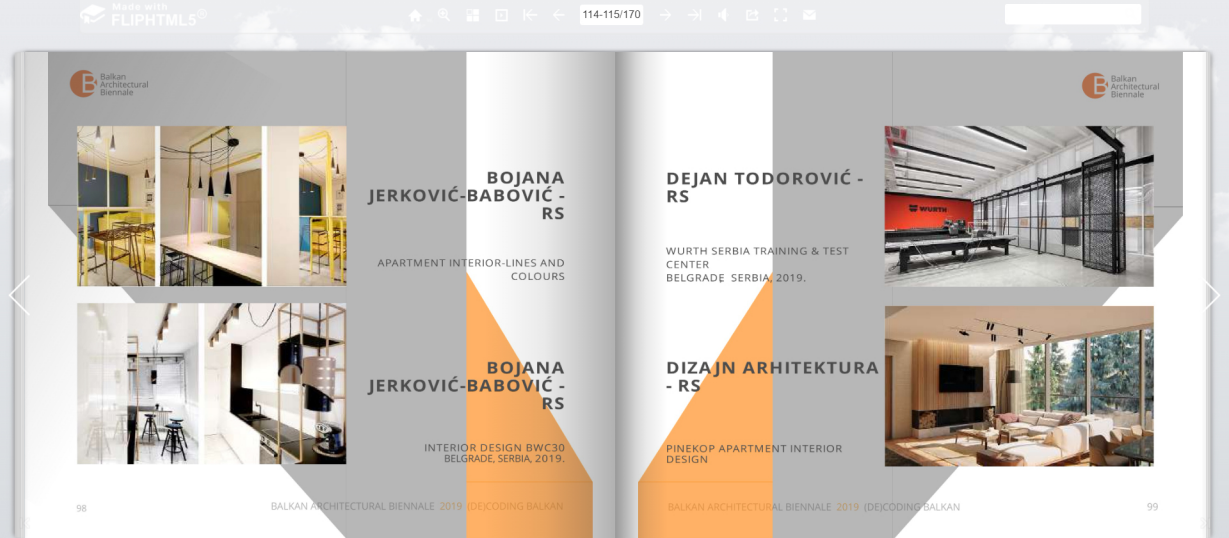 Made with
FLIPHTML5
114-115/170
Balkan
Architectural
Biennale
BOJANA
JERKOVIĆ-BABOVIĆ -
RS
APARTMENT INTERIOR-LINES AND
COLOURS
BOJANA
JERKOVIĆ-BABOVIĆ -
RS
INTERIOR DESIGN BWC30
BELGRADE, SERBIA, 2019.
98
BALKAN ARCHITECTURAL BIENNALE 2019 (DE)CODING BALKAN
Balkan
Architectural
Biennale
DEJAN TODOROVIĆ -
RS
WURTH SERBIA TRAINING & TEST
CENTER
BELGRADE, SERBIA, 2019.
WURTH
DIZAJN ARHITEKTURA
- RS
PINEKOP APARTMENT INTERIOR
DESIGN
BALKAN ARCHITECTURAL BIENNALE 2019 (DE)CODING BALKAN
99